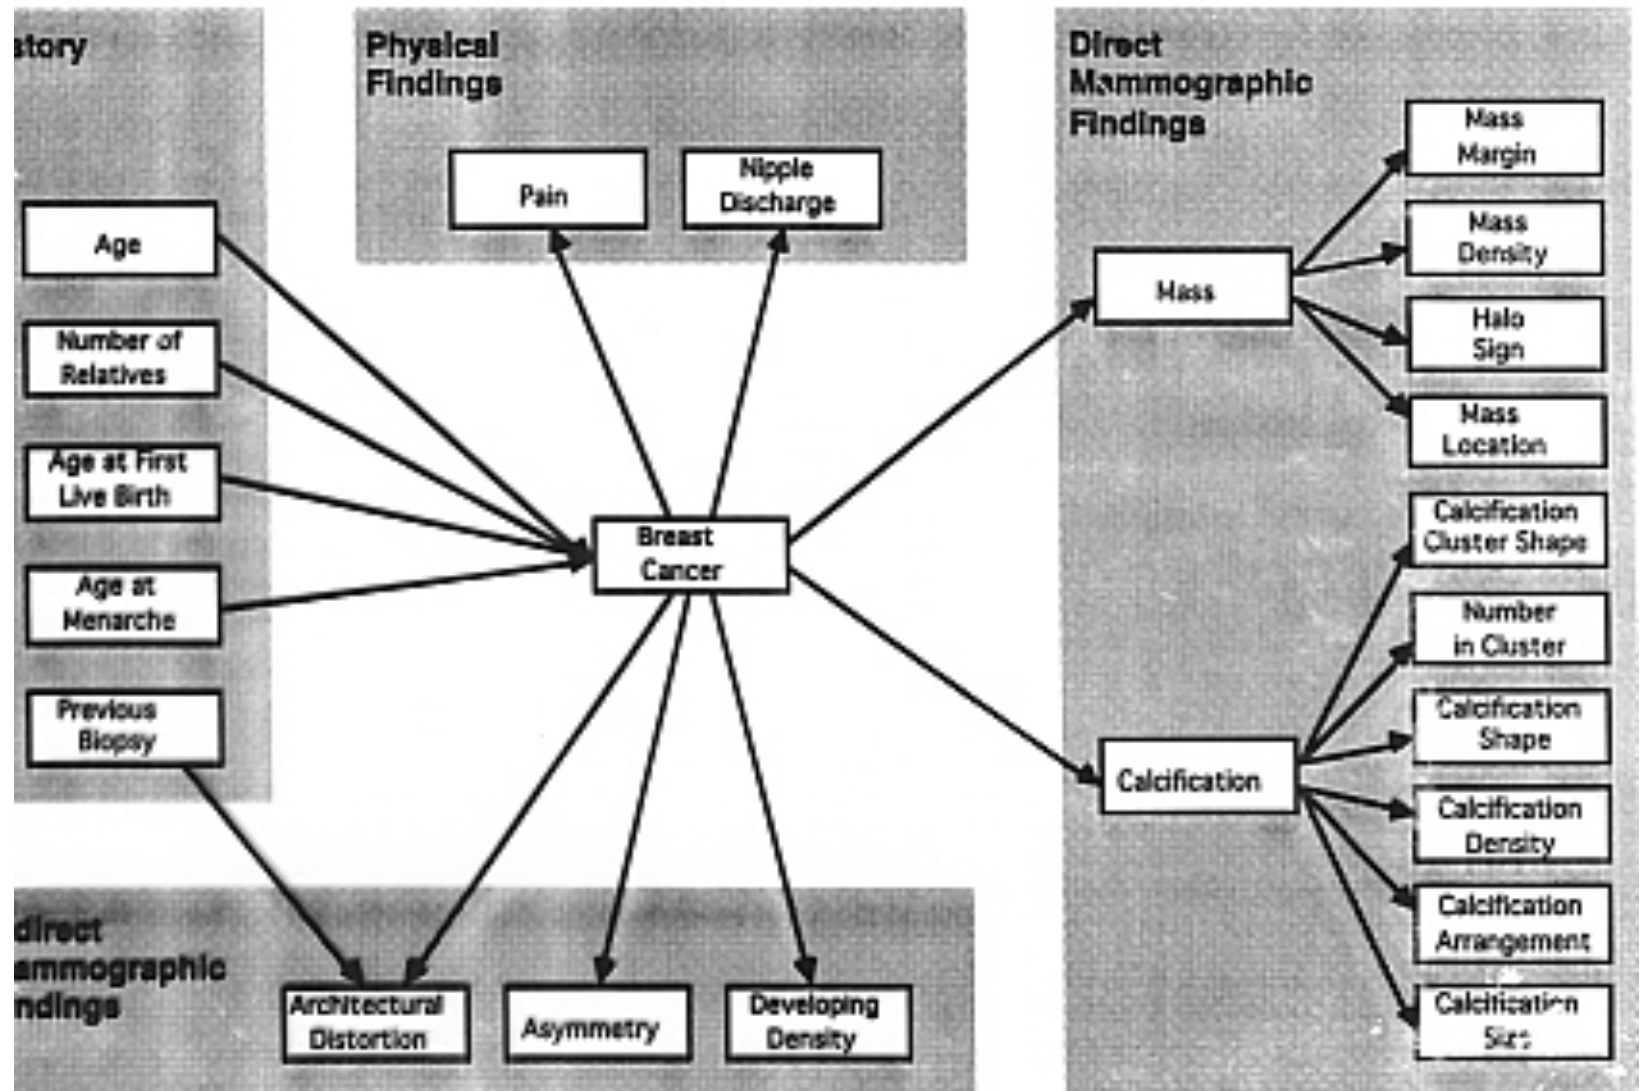 story
Age
Number of
Relatives
Age at First
Live Birth
Age at
Menarche
Previous
Biopsy
Physical
Findings
Pain
Nipple
Discharge
Breast
Cancer
direct
ammographic
ndings
Architectural
Distortion
Asymmetry
Developing
Density
Direct
Mammographic
Findings
Mass
Mass
Margin
Mass
Density
Halo
Sign
Mass
Location
Calcification
Calcification
Cluster Shape
Number
in Cluster
Calcification
Shape
Calcification
Density
Calcification
Arrangement
Calcification
Size